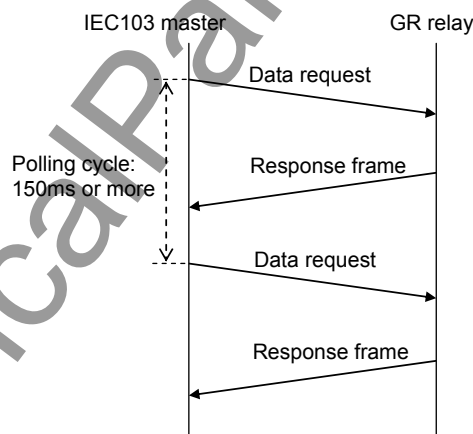 IEC103 master
GR relay
Data request
Polling cycle:
150ms or more
Response frame
Data request
Response frame